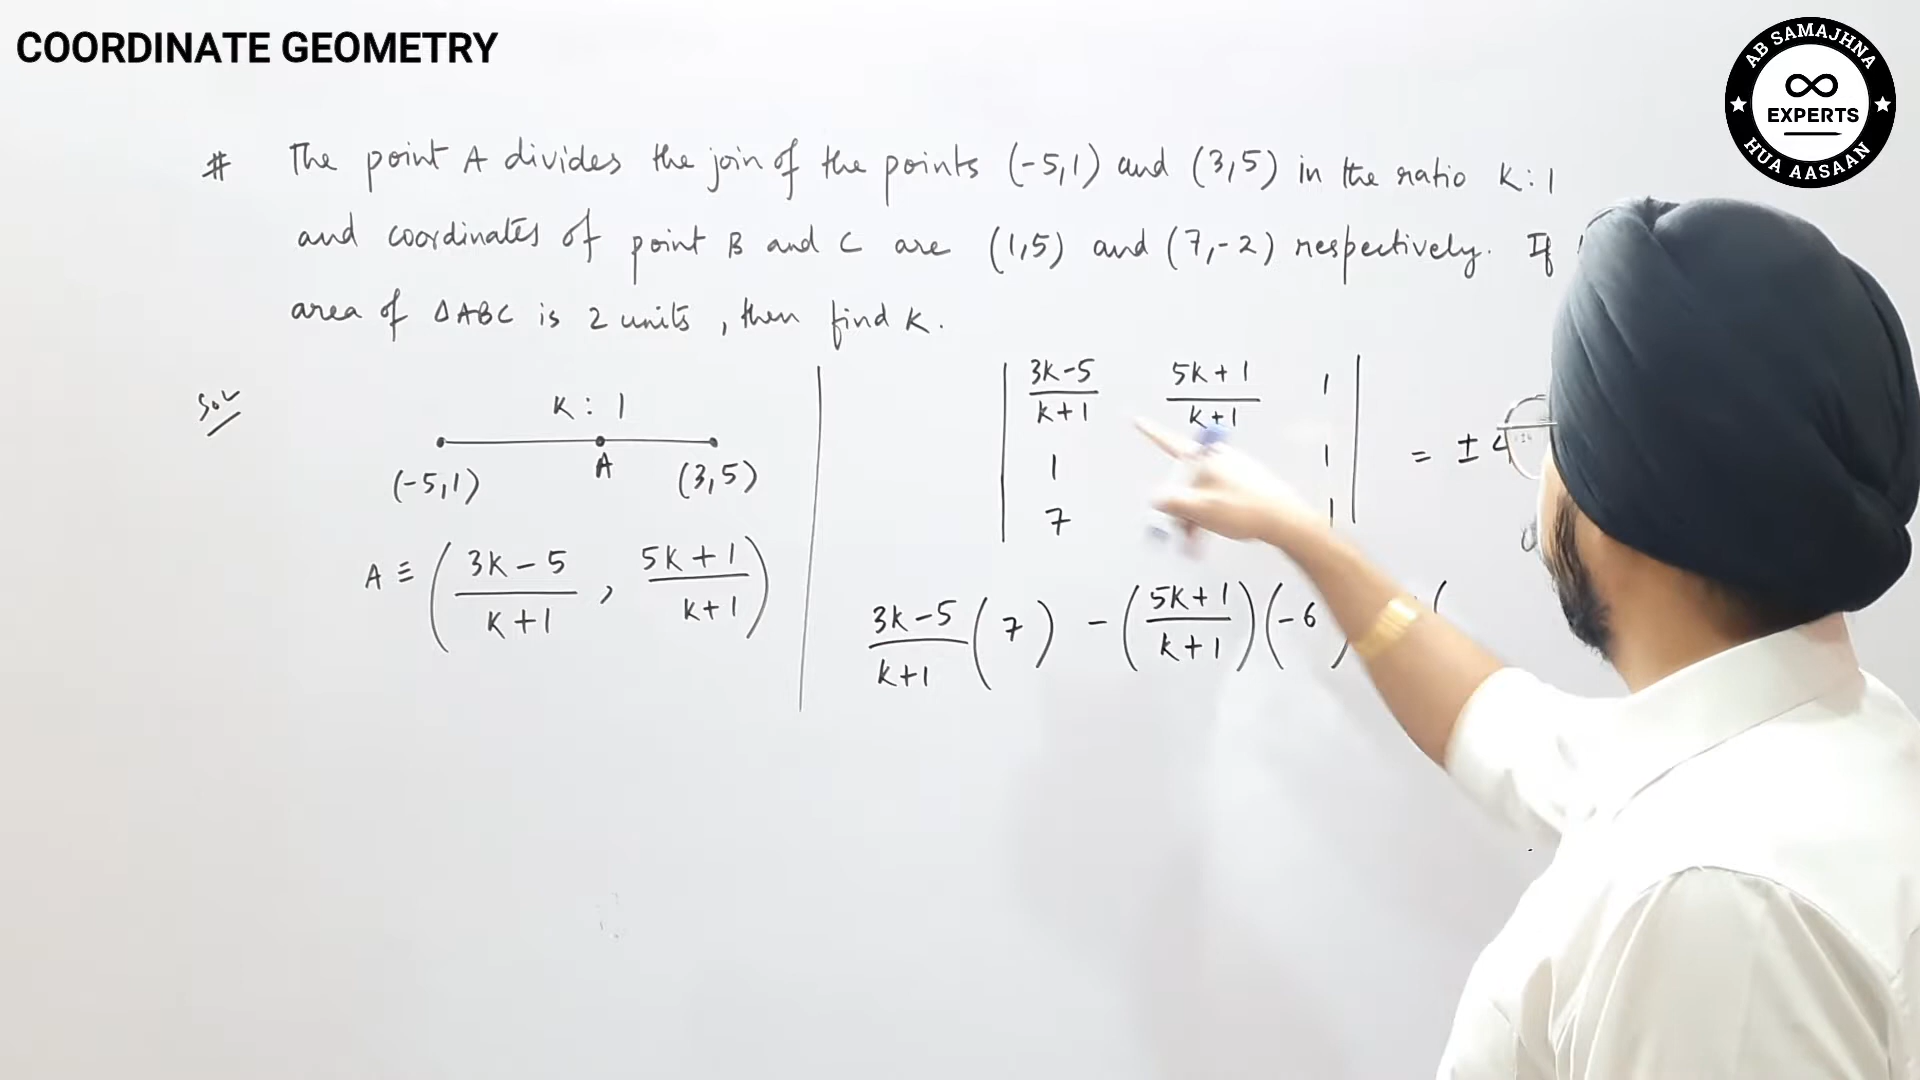 COORDINATE GEOMETRY
AB SAMAJHNA
EXPERTS
HUA AASAAN
# The point A divides the join of the points (-5,1) and (3,5) in the ratio K:1
and coordinates of point B and C are (1,5) and (7,-2) respectively. If
area of ΔABC is 2 units, then find K.
Sol
K : 1
A
(-5,1) (3,5)
A ≡ ( (3K-5)/(K+1) , (5K+1)/(K+1) )
| (3K-5)/(K+1) (5K+1)/(K+1) 1 |
| 1 1 | = ±4
| 7 1 |
(3K-5)/(K+1) (7) - ((5K+1)/(K+1)) (-6 ) (